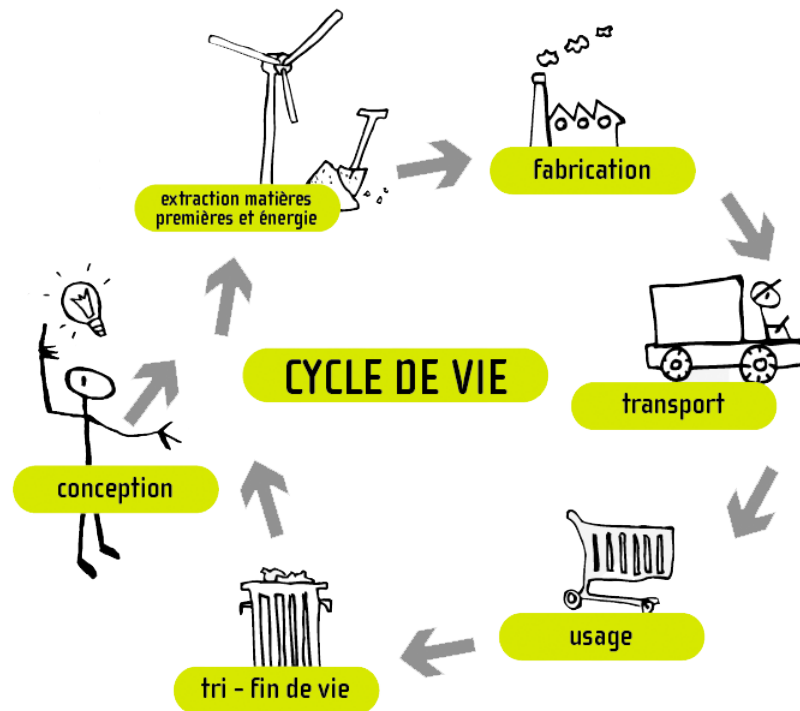 extraction matières
premières et énergie
fabrication
CYCLE DE VIE
transport
conception
usage
tri - fin de vie